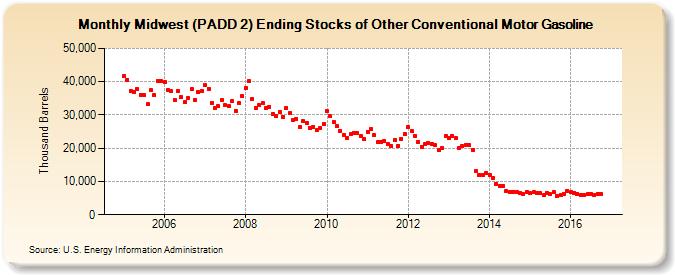 Monthly Midwest (PADD 2) Ending Stocks of Other Conventional Motor Gasoline
Thousand Barrels
50,000
40,000
30,000
20,000
10,000
0
2006 2008 2010 2012 2014 2016
Source: U.S. Energy Information Administration